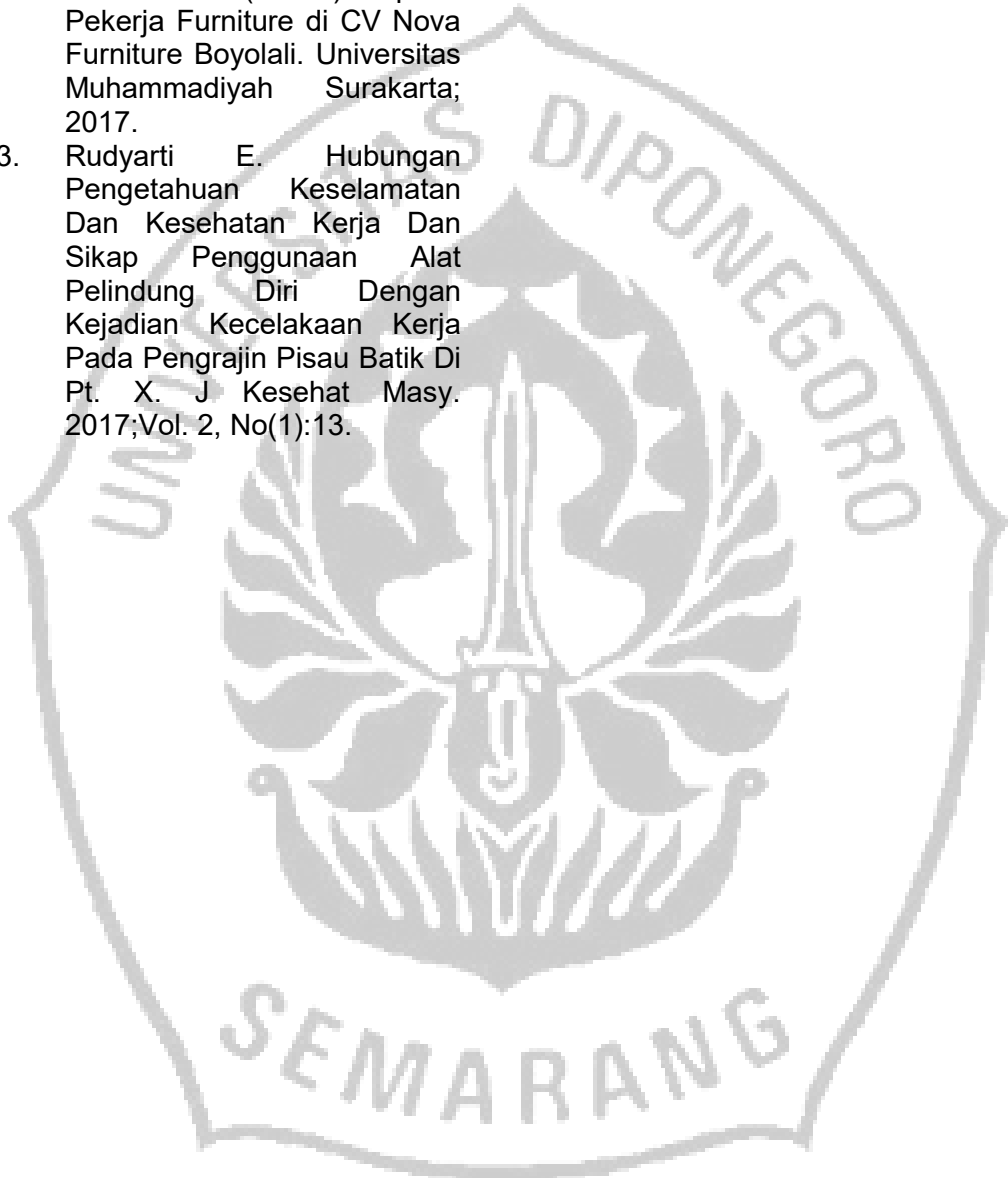 Pekerja Furniture di CV Nova
Furniture Boyolali. Universitas
Muhammadiyah Surakarta;
2017.
3. Rudyarti E. Hubungan
Pengetahuan Keselamatan
Dan Kesehatan Kerja Dan
Sikap Penggunaan Alat
Pelindung Diri Dengan
Kejadian Kecelakaan Kerja
Pada Pengrajin Pisau Batik Di
Pt. X. J Kesehat Masy.
2017;Vol. 2, No(1):13.
UNIVERSITAS DIPONEGORO
SEMARANG